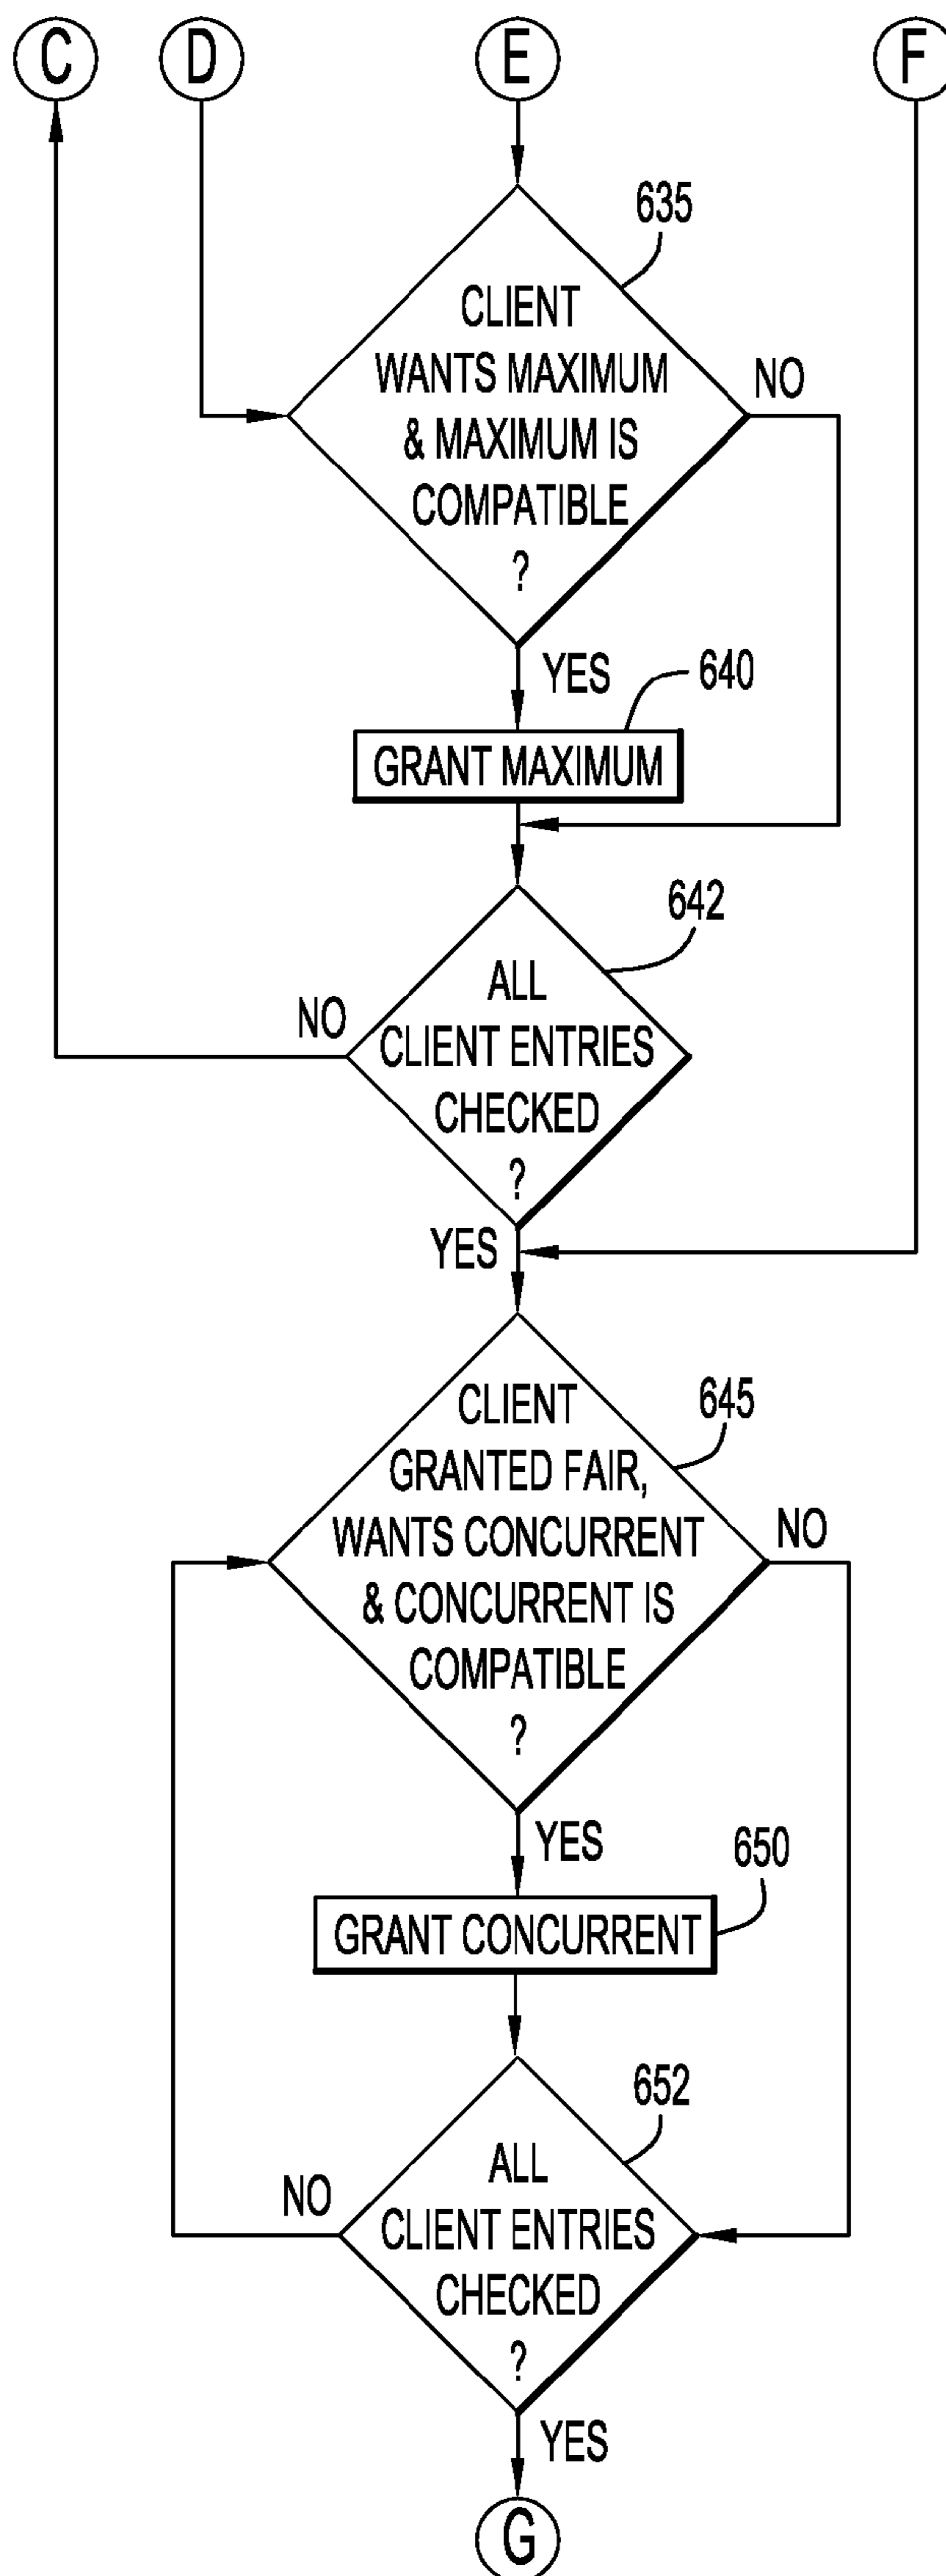 C
D
E
F
635
CLIENT
WANTS MAXIMUM
& MAXIMUM IS
COMPATIBLE
?
NO
YES
640
GRANT MAXIMUM
642
ALL
CLIENT ENTRIES
CHECKED
?
NO
YES
645
CLIENT
GRANTED FAIR,
WANTS CONCURRENT
& CONCURRENT IS
COMPATIBLE
?
NO
YES
650
GRANT CONCURRENT
652
ALL
CLIENT ENTRIES
CHECKED
?
NO
YES
G